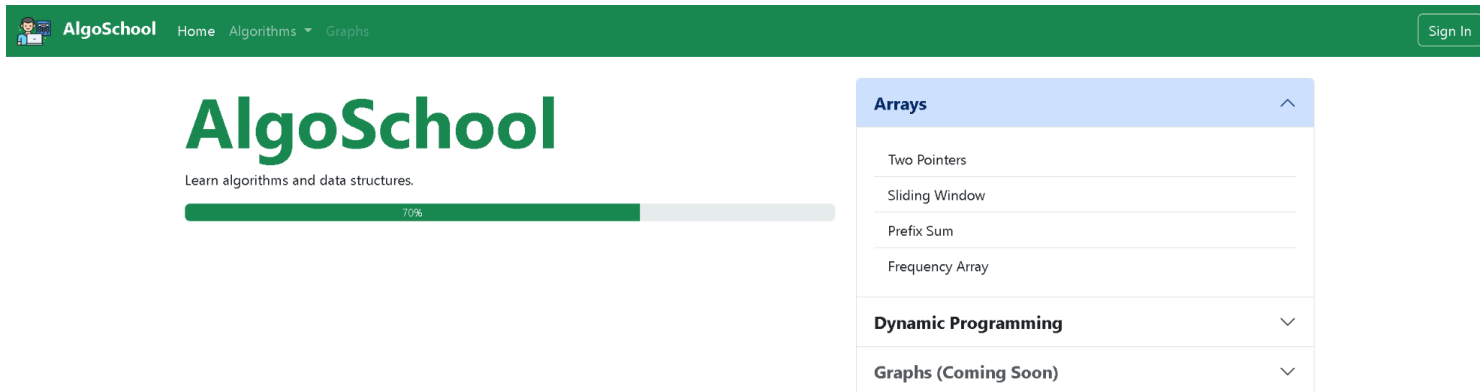 AlgoSchool Home Algorithms Graphs Sign In
AlgoSchool
Learn algorithms and data structures.
70%
Arrays
Two Pointers
Sliding Window
Prefix Sum
Frequency Array
Dynamic Programming
Graphs (Coming Soon)